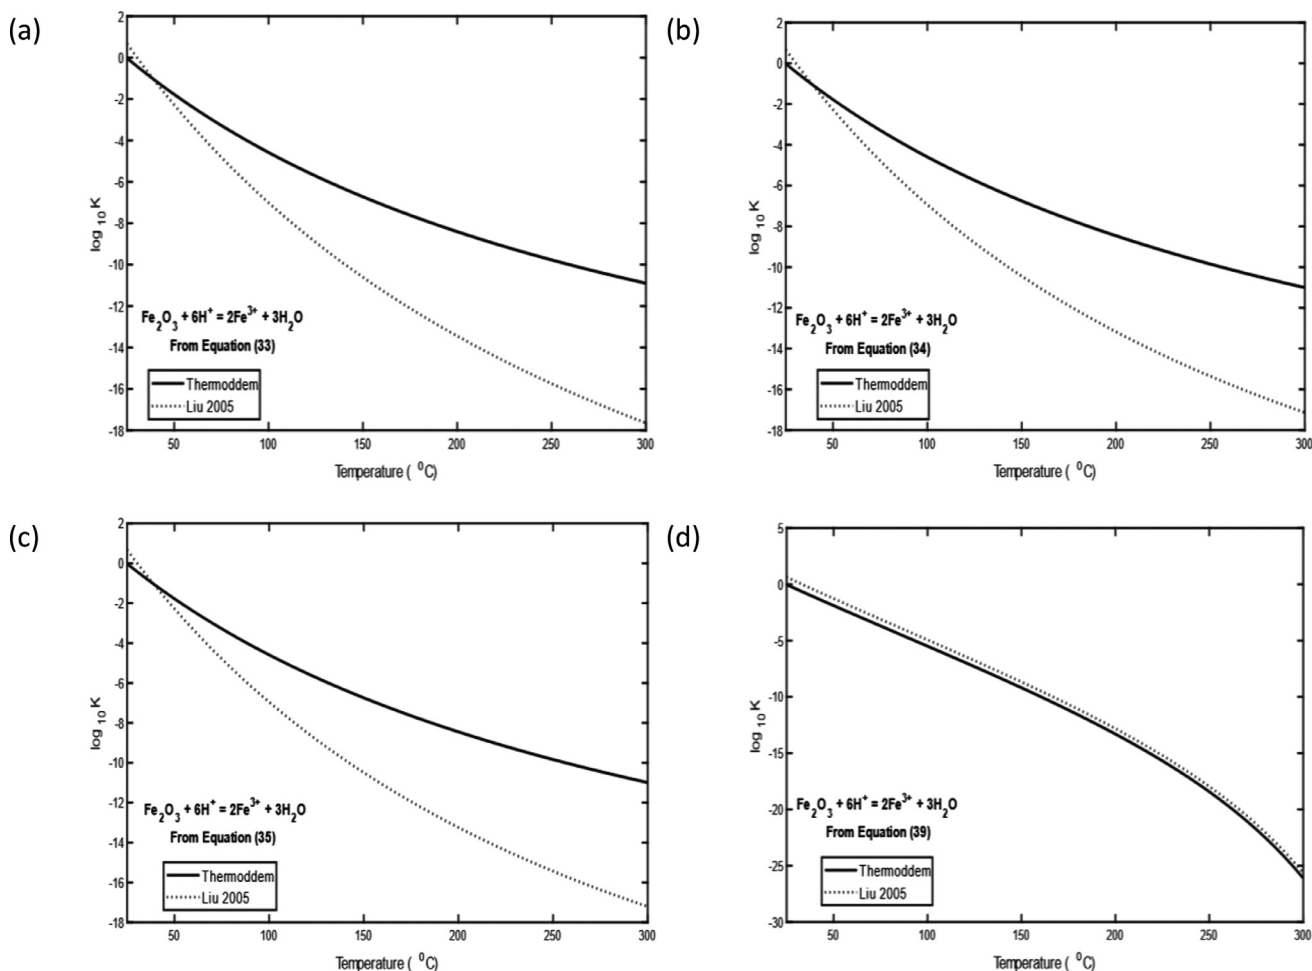 (a)
2
0
-2
-4
-6
-8
-10
-12
-14
-16
-18
log 10 K
Fe2O3 + 6H+ = 2Fe3+ + 3H2O
From Equation (33)
Thermoddem
Liu 2005
50 100 150 200 250 300
Temperature ( 0C)
(b)
2
0
-2
-4
-6
-8
-10
-12
-14
-16
-18
log 10 K
Fe2O3 + 6H+ = 2Fe3+ + 3H2O
From Equation (34)
Thermoddem
Liu 2005
50 100 150 200 250 300
Temperature ( 0C)
(c)
2
0
-2
-4
-6
-8
-10
-12
-14
-16
-18
log 10 K
Fe2O3 + 6H+ = 2Fe3+ + 3H2O
From Equation (35)
Thermoddem
Liu 2005
50 100 150 200 250 300
Temperature ( 0C)
(d)
5
0
-5
-10
-15
-20
-25
-30
log 10 K
Fe2O3 + 6H+ = 2Fe3+ + 3H2O
From Equation (39)
Thermoddem
Liu 2005
50 100 150 200 250 300
Temperature ( 0C)